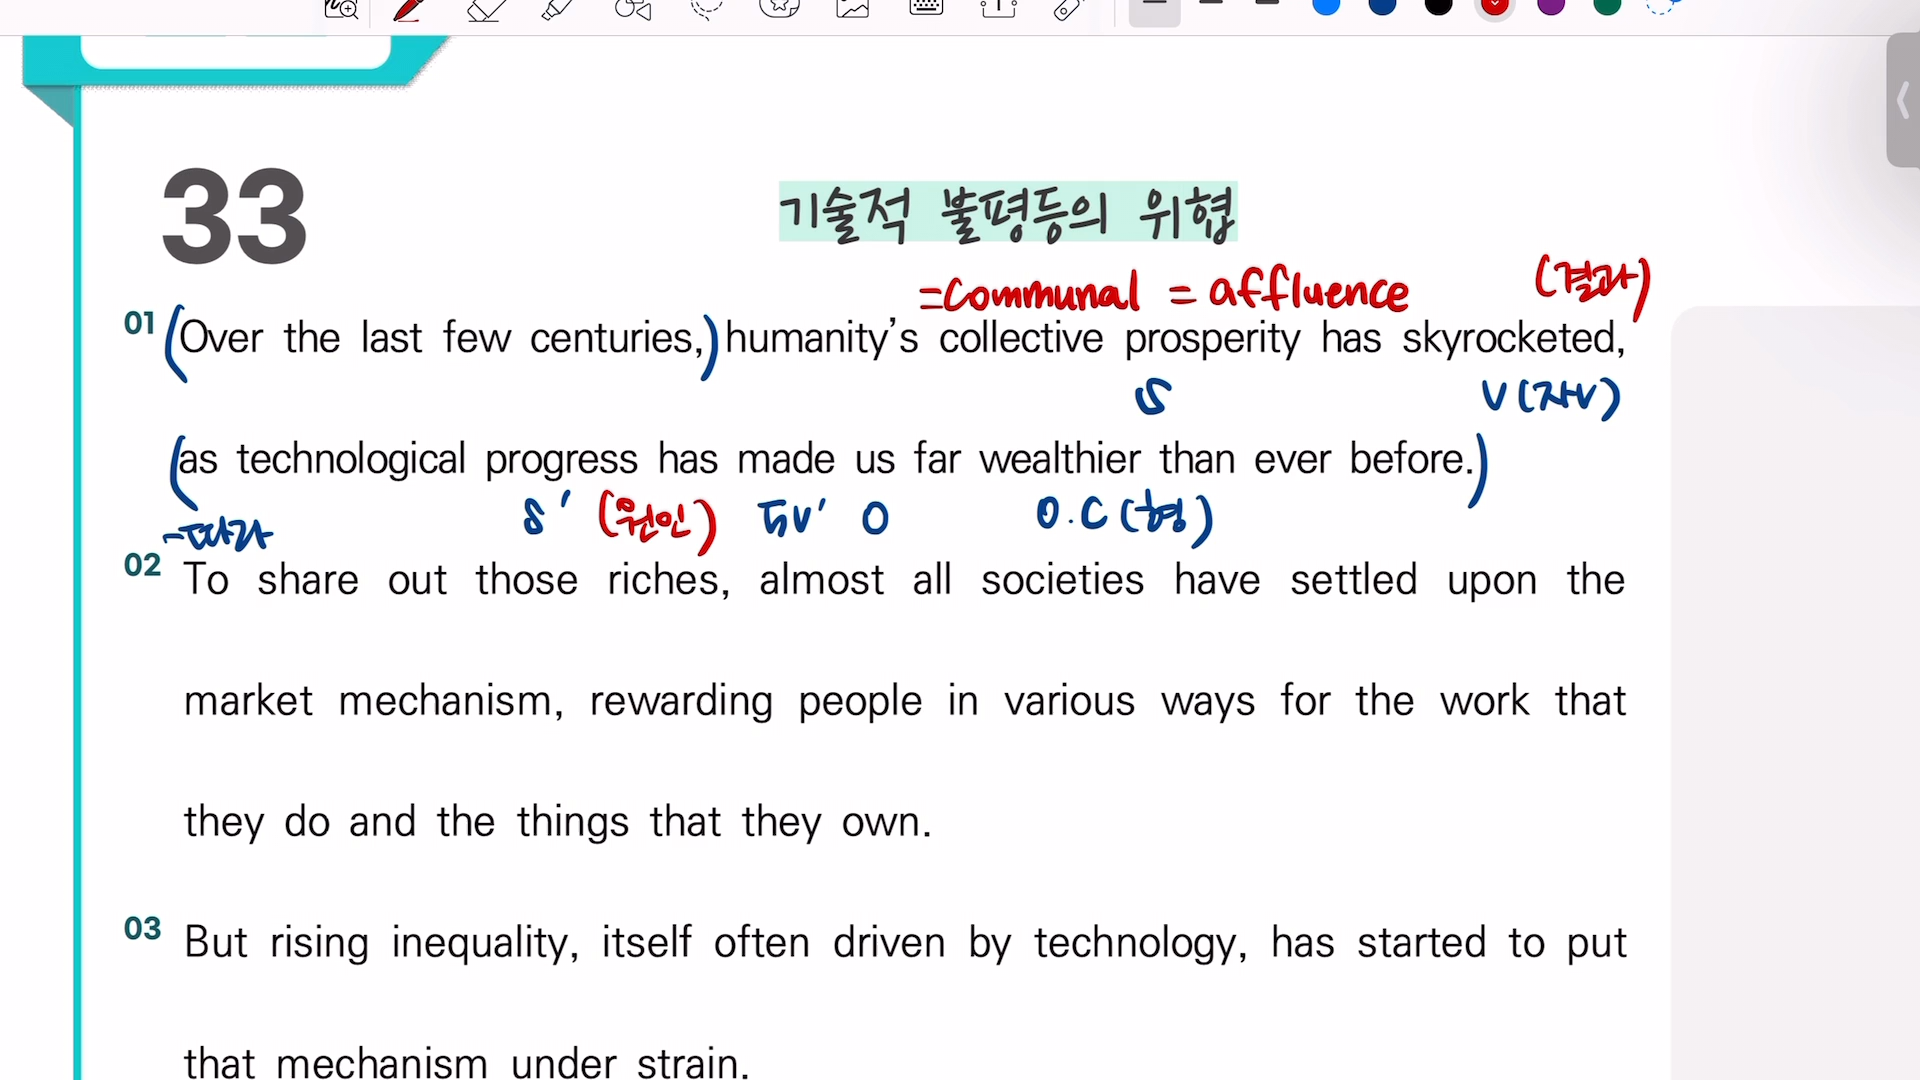 33
기술적 불평등의 위협
=communal = affluence (결과)
01 (Over the last few centuries,) humanity's collective prosperity has skyrocketed,
S V(자V)
(as technological progress has made us far wealthier than ever before.)
~따라 S' (원인) 5V' O O.C(형)
02 To share out those riches, almost all societies have settled upon the
market mechanism, rewarding people in various ways for the work that
they do and the things that they own.
03 But rising inequality, itself often driven by technology, has started to put
that mechanism under strain.